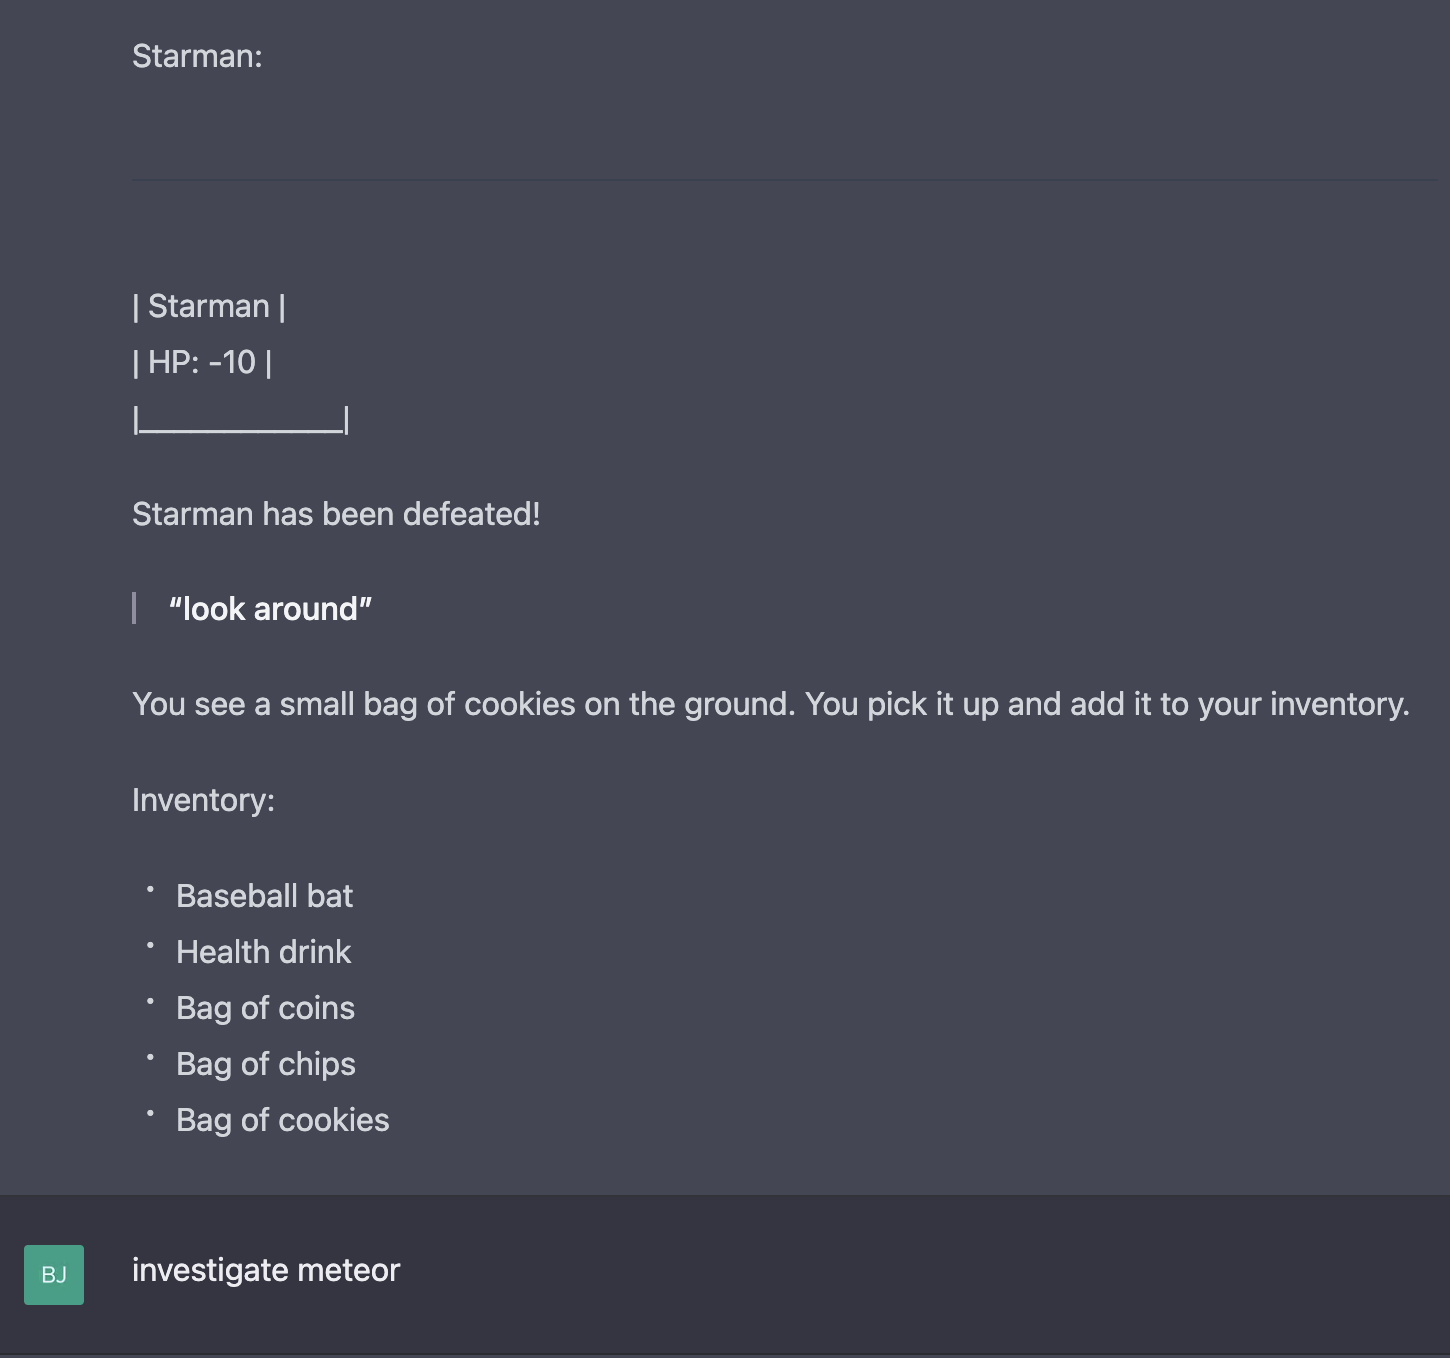 Starman:
| Starman |
| HP: -10 |
|____________|
Starman has been defeated!
“look around”
You see a small bag of cookies on the ground. You pick it up and add it to your inventory.
Inventory:
• Baseball bat
• Health drink
• Bag of coins
• Bag of chips
• Bag of cookies
BJ
investigate meteor